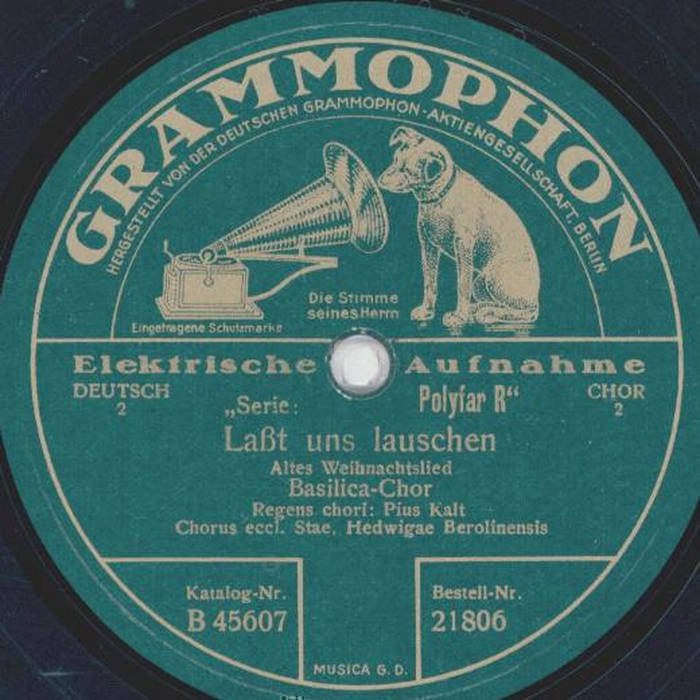 GRAMMOPHON
HERGESTELLT VON DER DEUTSCHEN GRAMMOPHON-AKTIENGESELLSCHAFT, BERLIN
Die Stimme
seines Herrn
Eingetragene Schutzmarke
Elektrische Aufnahme
DEUTSCH CHOR
2 2
„Serie: Polyfar R“
Laßt uns lauschen
Altes Weihnachtslied
Basilica-Chor
Regens chori: Pius Kalt
Chorus eccl. Stae. Hedwigae Berolinensis
Katalog-Nr. Bestell-Nr.
B 45607 21806
MUSICA G. D.